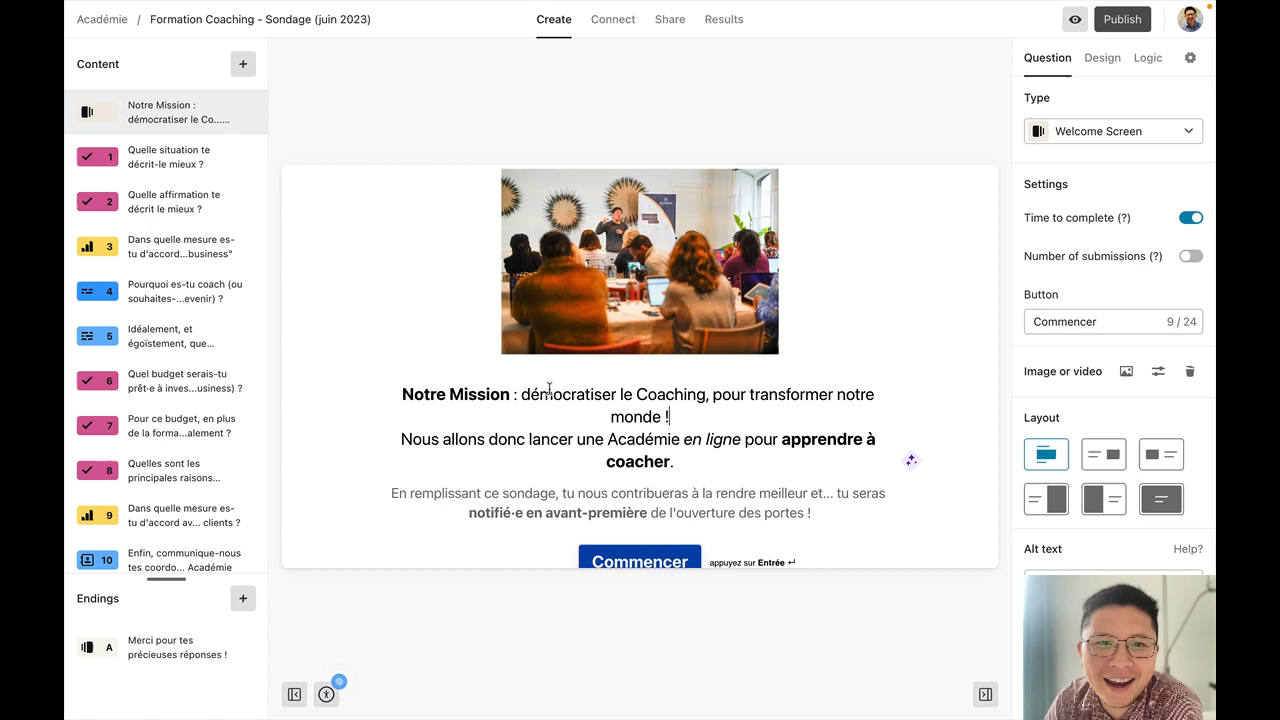 Académie / Formation Coaching - Sondage (juin 2023)
Create Connect Share Results
Publish
Content
Notre Mission :
démocratiser le Co...…
1
Quelle situation te
décrit-le mieux ?
2
Quelle affirmation te
décrit le mieux ?
3
Dans quelle mesure es-
tu d'accord...business"
4
Pourquoi es-tu coach (ou
souhaites-...evenir) ?
5
Idéalement, et
égoïstement, que...
6
Quel budget serais-tu
prêt·e à inves...usiness) ?
7
Pour ce budget, en plus
de la forma...alement ?
8
Quelles sont les
principales raisons...
9
Dans quelle mesure es-
tu d'accord av... clients ?
10
Enfin, communique-nous
tes coordo... Académie
Endings
A
Merci pour tes
précieuses réponses !
Notre Mission : démocratiser le Coaching, pour transformer notre
monde !
Nous allons donc lancer une Académie en ligne pour apprendre à
coacher.
En remplissant ce sondage, tu nous contribueras à la rendre meilleur et... tu seras
notifié·e en avant-première de l'ouverture des portes !
Commencer
appuyez sur Entrée ↵
Question Design Logic
Type
Welcome Screen
Settings
Time to complete (?)
Number of submissions (?)
Button
Commencer 9 / 24
Image or video
Layout
Alt text Help?